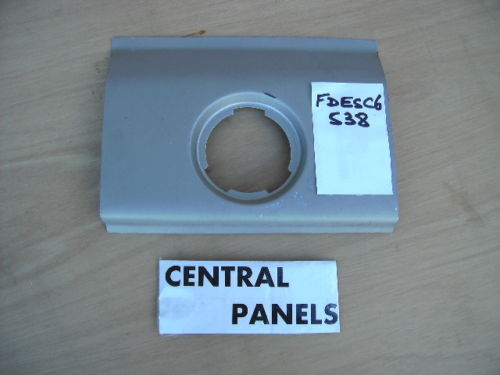 FDESC6
538
CENTRAL
PANELS